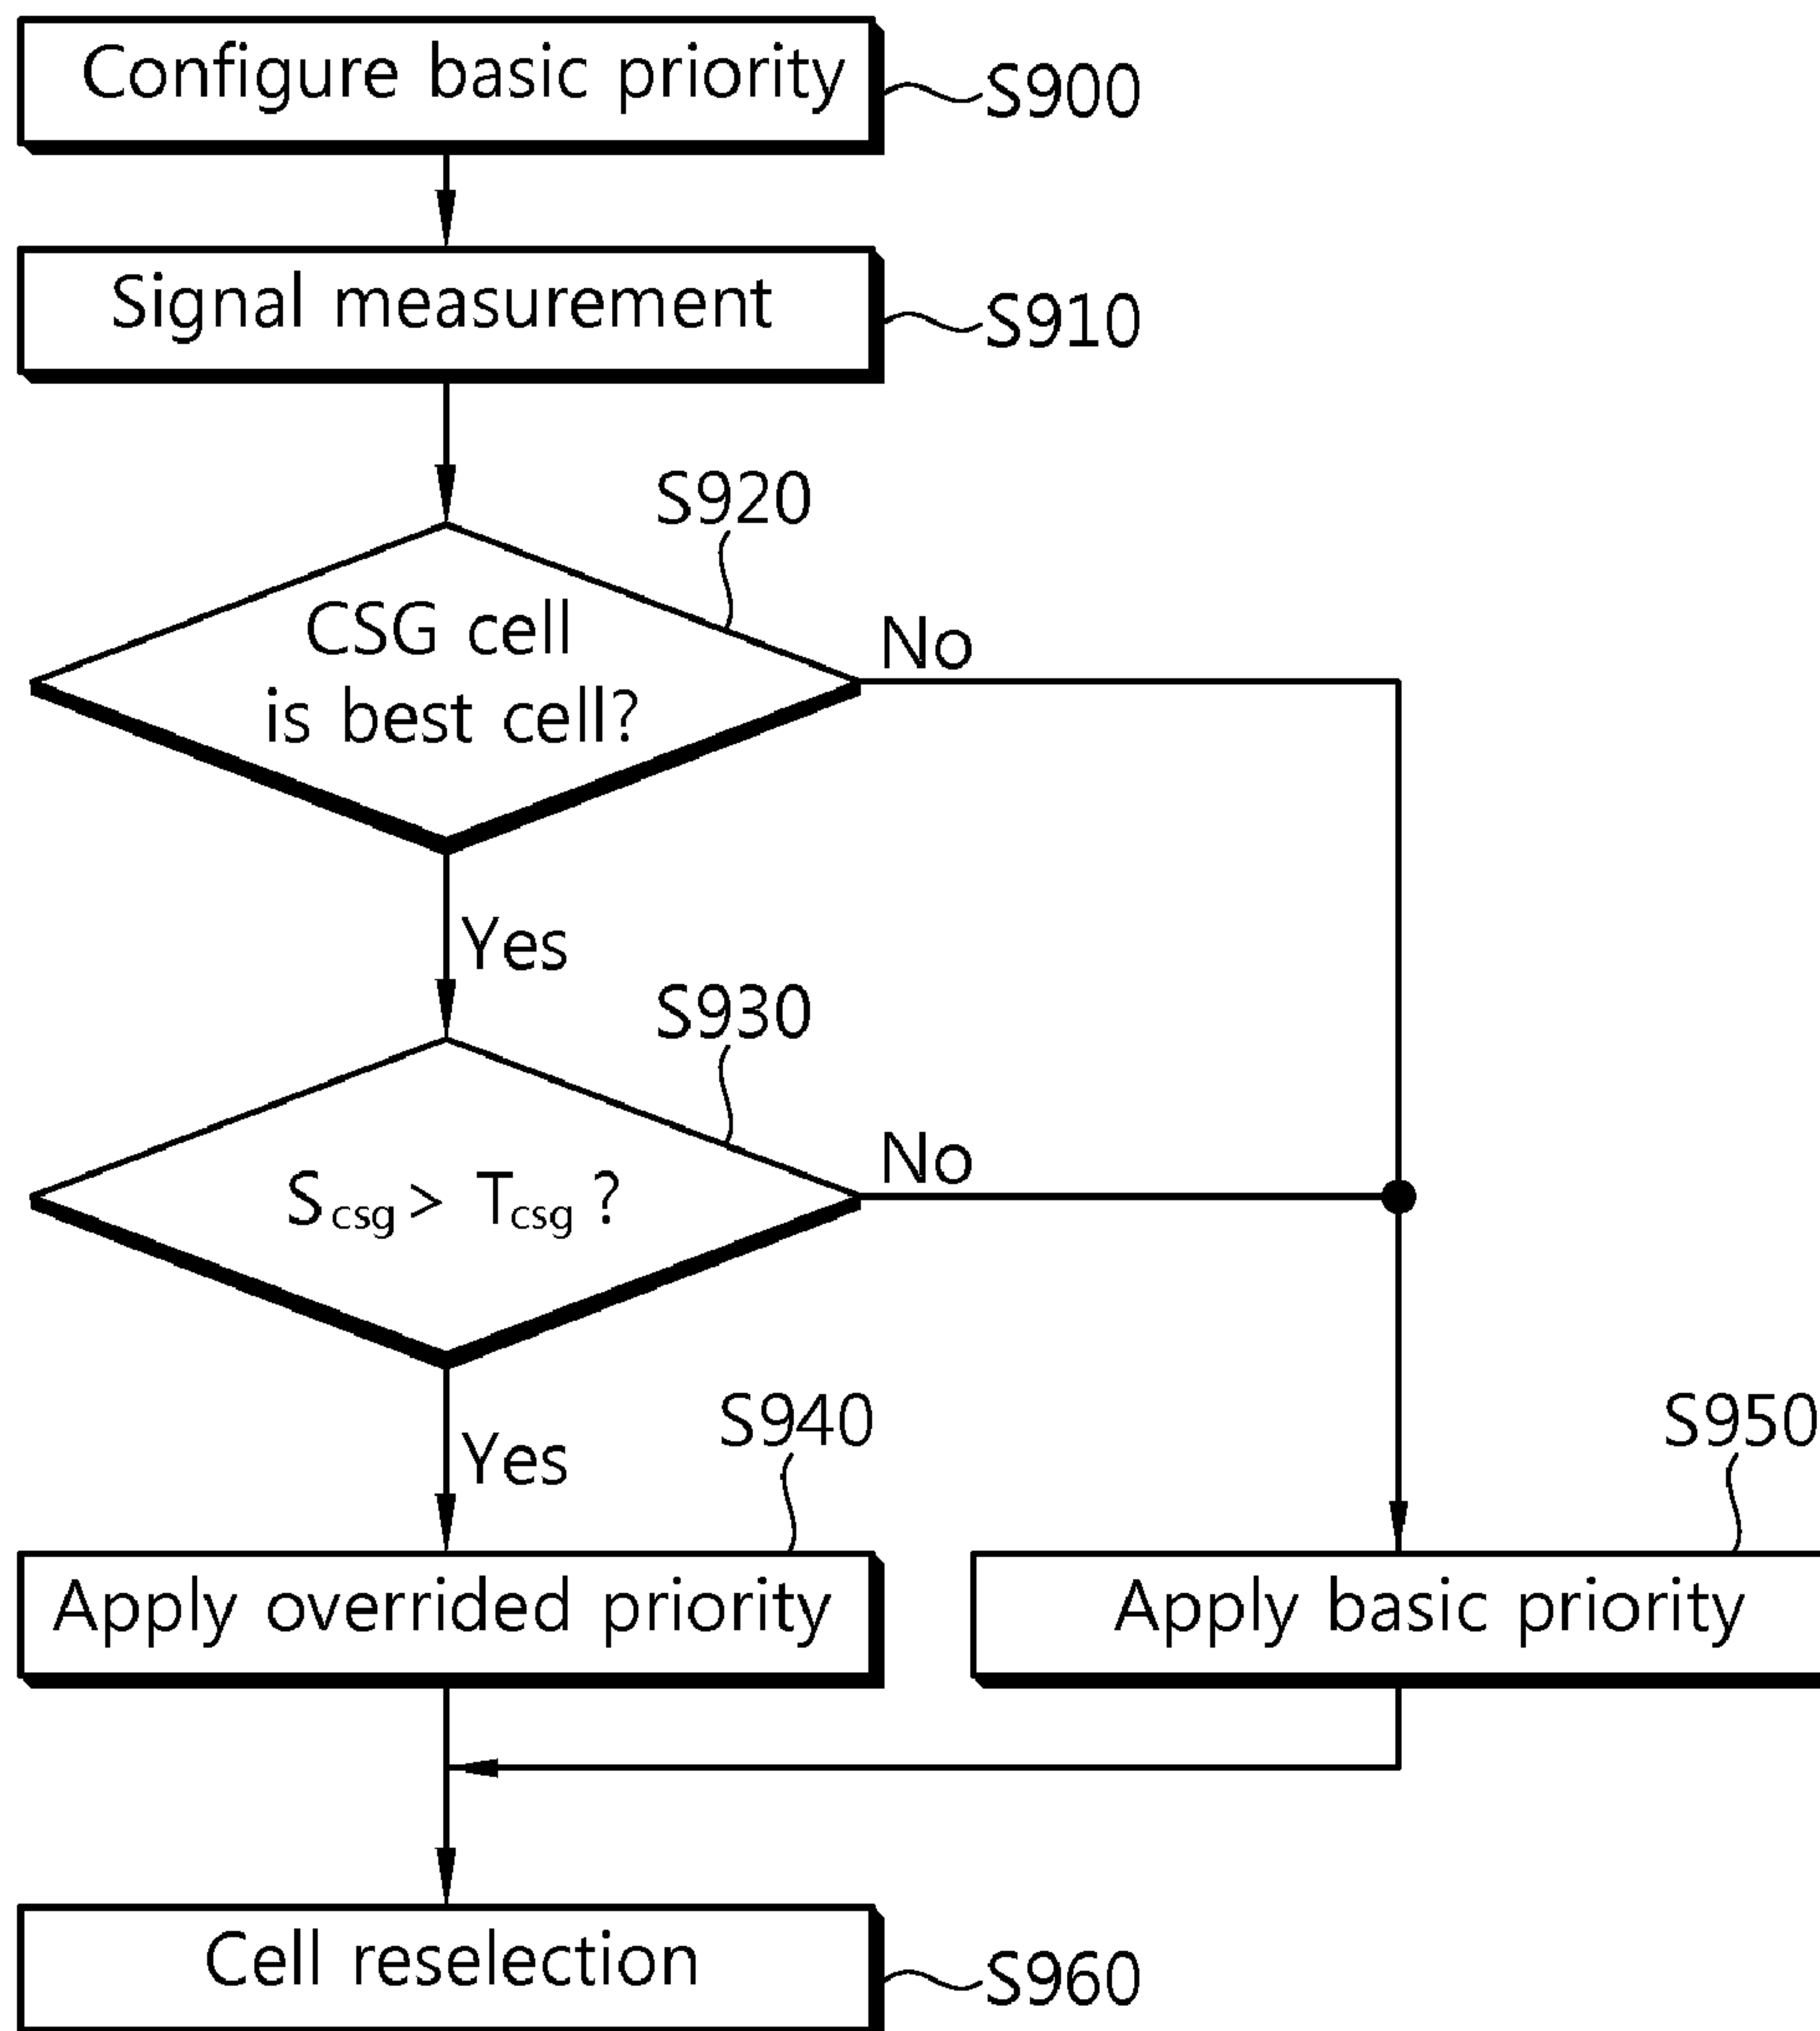 Configure basic priority
S900
Signal measurement
S910
S920
CSG cell
is best cell?
No
Yes
S930
Scsg > Tcsg ?
No
Yes
S940
S950
Apply overrided priority
Apply basic priority
Cell reselection
S960